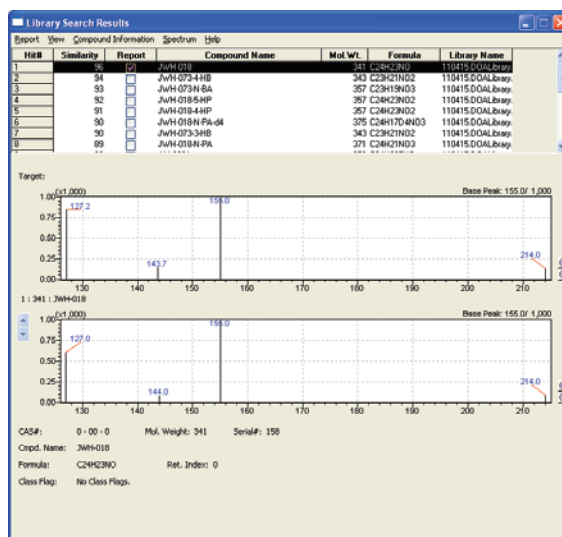 Library Search Results
Report View Compound Information Spectrum Help
Hit# Similarity Report Compound Name Mol.Wt. Formula Library Name
1 96 JWH-018 341 C24H23NO 110415.DOALibrary.
2 94 JWH-073-4-HB 343 C23H21NO2 110415.DOALibrary.
3 93 JWH-073-N-BA 357 C23H19NO3 110415.DOALibrary.
4 92 JWH-018-5-HP 357 C24H23NO2 110415.DOALibrary.
5 91 JWH-018-4-HP 357 C24H23NO2 110415.DOALibrary.
6 90 JWH-018-N-PA-d4 375 C24H17D4NO3 110415.DOALibrary.
7 90 JWH-073-3HB 343 C23H21NO2 110415.DOALibrary.
8 89 JWH-018-N-PA 371 C24H21NO3 110415.DOALibrary.
Target:
(x1,000) Base Peak: 155.0/ 1,000
1.00 155.0
127.2
0.75
0.50
0.25 143.7 214.0
0.00
130 140 150 160 170 180 190 200 210
1 : 341 : JWH-018
(x1,000) Base Peak: 155.0/ 1,000
1.00 155.0
0.75 127.0
0.50
0.25 144.0 214.0
0.00
130 140 150 160 170 180 190 200 210
CAS#: 0 - 00 - 0 Mol. Weight: 341 Serial#: 158
Cmpd. Name: JWH-018
Formula: C24H23NO Ret. Index: 0
Class Flag: No Class Flags.